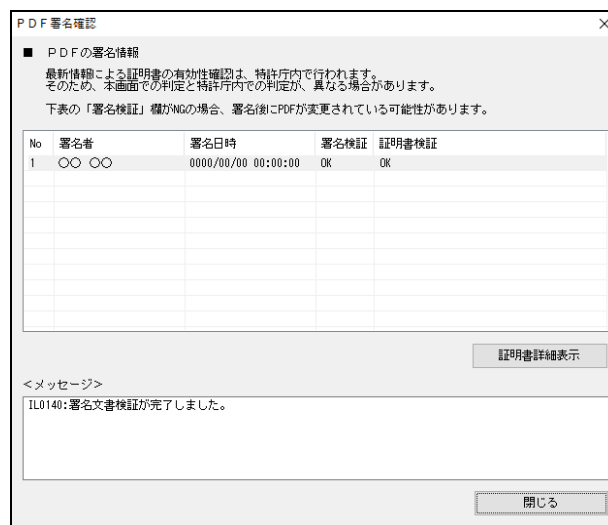 PDF署名確認
■ PDFの署名情報
最新情報による証明書の有効性確認は、特許庁内で行われます。
そのため、本画面での判定と特許庁内での判定が、異なる場合があります。
下表の「署名検証」欄がNGの場合、署名後にPDFが変更されている可能性があります。
No 署名者 署名日時 署名検証 証明書検証
1 〇〇 〇〇 0000/00/00 00:00:00 OK OK
証明書詳細表示
<メッセージ>
IL0140:署名文書検証が完了しました。
閉じる